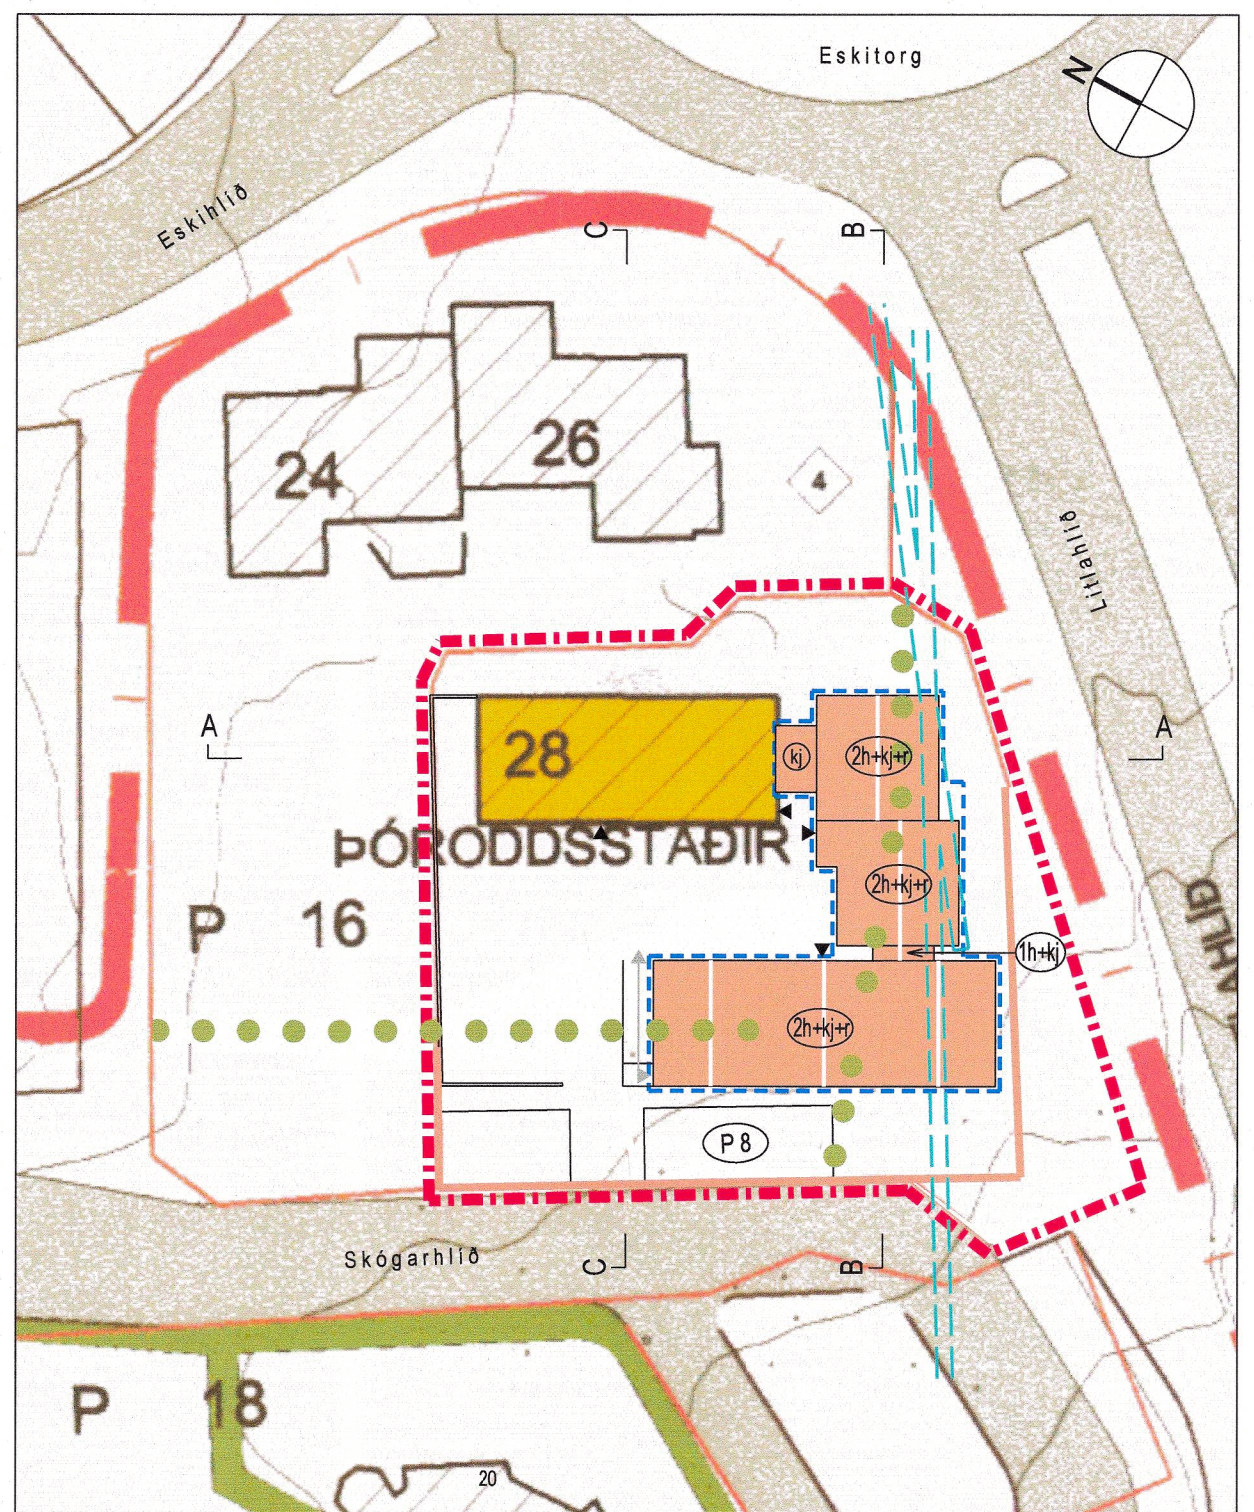 Eskitorg
N
Eskihlíð
C
B
24
26
4
Litlahlíð
A
A
28
kj
2h+kj+r
ÞÓRODDSSTAÐIR
2h+kj+r
P 16
AHLÍÐ
1h+kj
2h+kj+r
P 8
Skógarhlíð
C
B
P 18
20